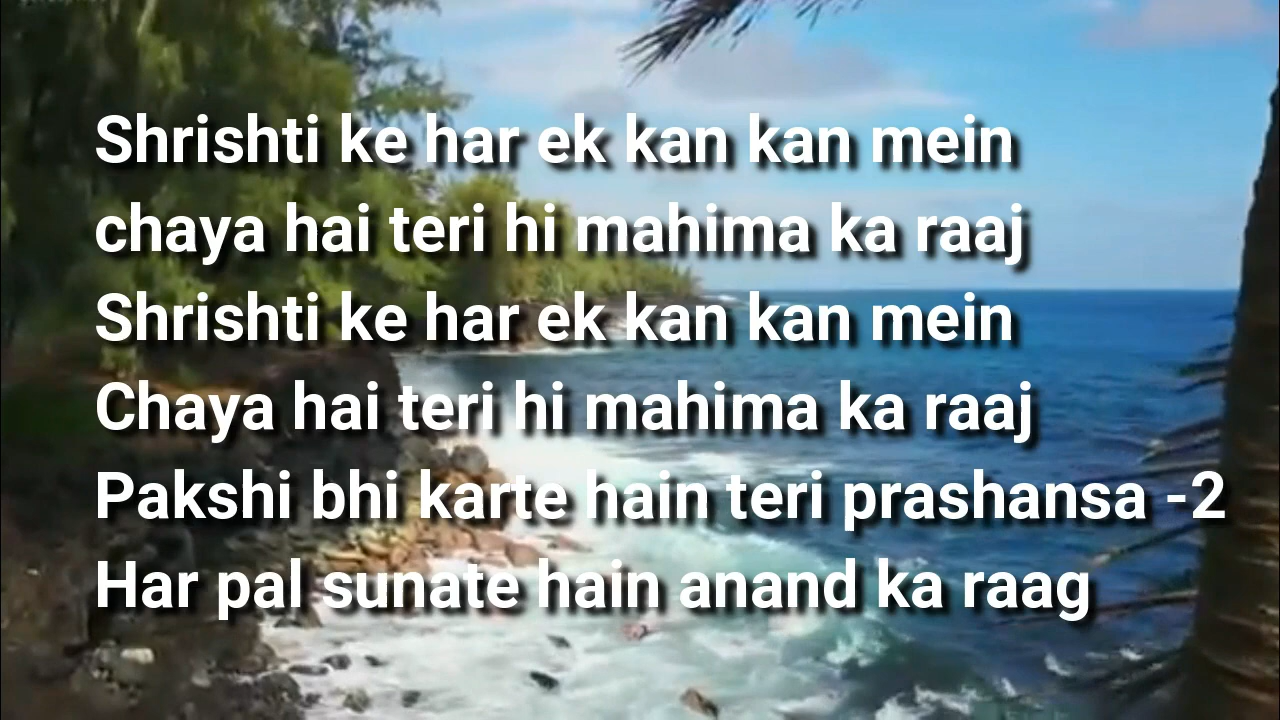 Shrishti ke har ek kan kan mein
chaya hai teri hi mahima ka raaj
Shrishti ke har ek kan kan mein
Chaya hai teri hi mahima ka raaj
Pakshi bhi karte hain teri prashansa -2
Har pal sunate hain anand ka raag